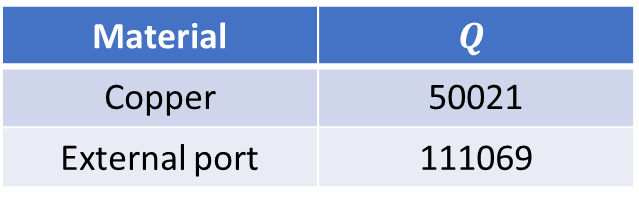 Material Q
Copper 50021
External port 111069